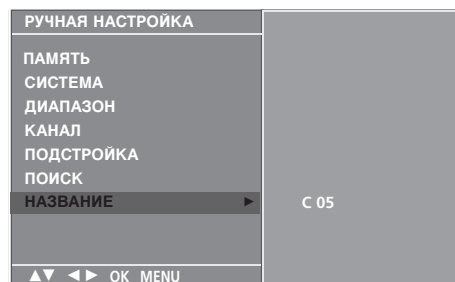 РУЧНАЯ НАСТРОЙКА
ПАМЯТЬ
СИСТЕМА
ДИАПАЗОН
КАНАЛ
ПОДСТРОЙКА
ПОИСК
НАЗВАНИЕ ► C 05
▲▼ ◄► OK MENU